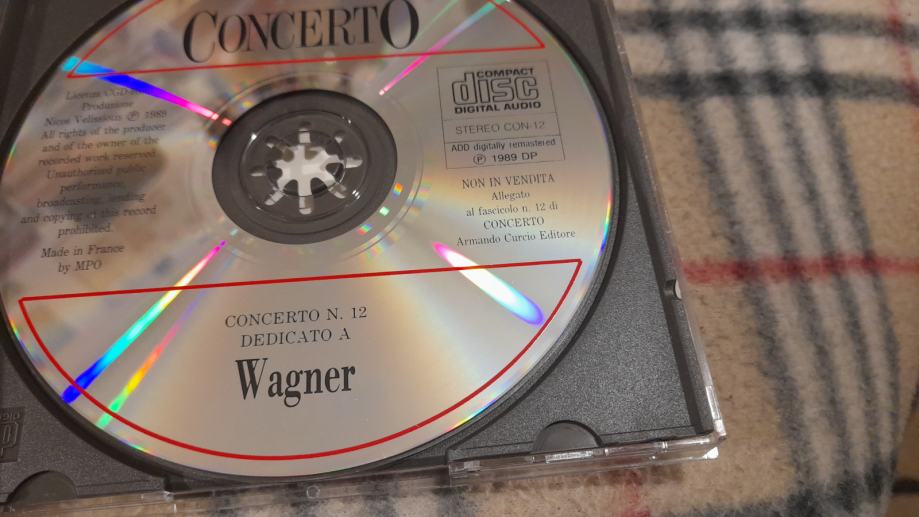 CONCERTO
Licenza CGD
Produzione
Nicos Velissiotis ℗ 1989
All rights of the producer
and of the owner of the
recorded work reserved
Unauthorised public
performance,
broadcasting, lending
and copying of this record
prohibited.
Made in France
by MPO
COMPACT
disc
DIGITAL AUDIO
STEREO CON-12
ADD digitally remastered
℗ 1989 DP
NON IN VENDITA
Allegato
al fascicolo n. 12 di
CONCERTO
Armando Curcio Editore
CONCERTO N. 12
DEDICATO A
Wagner